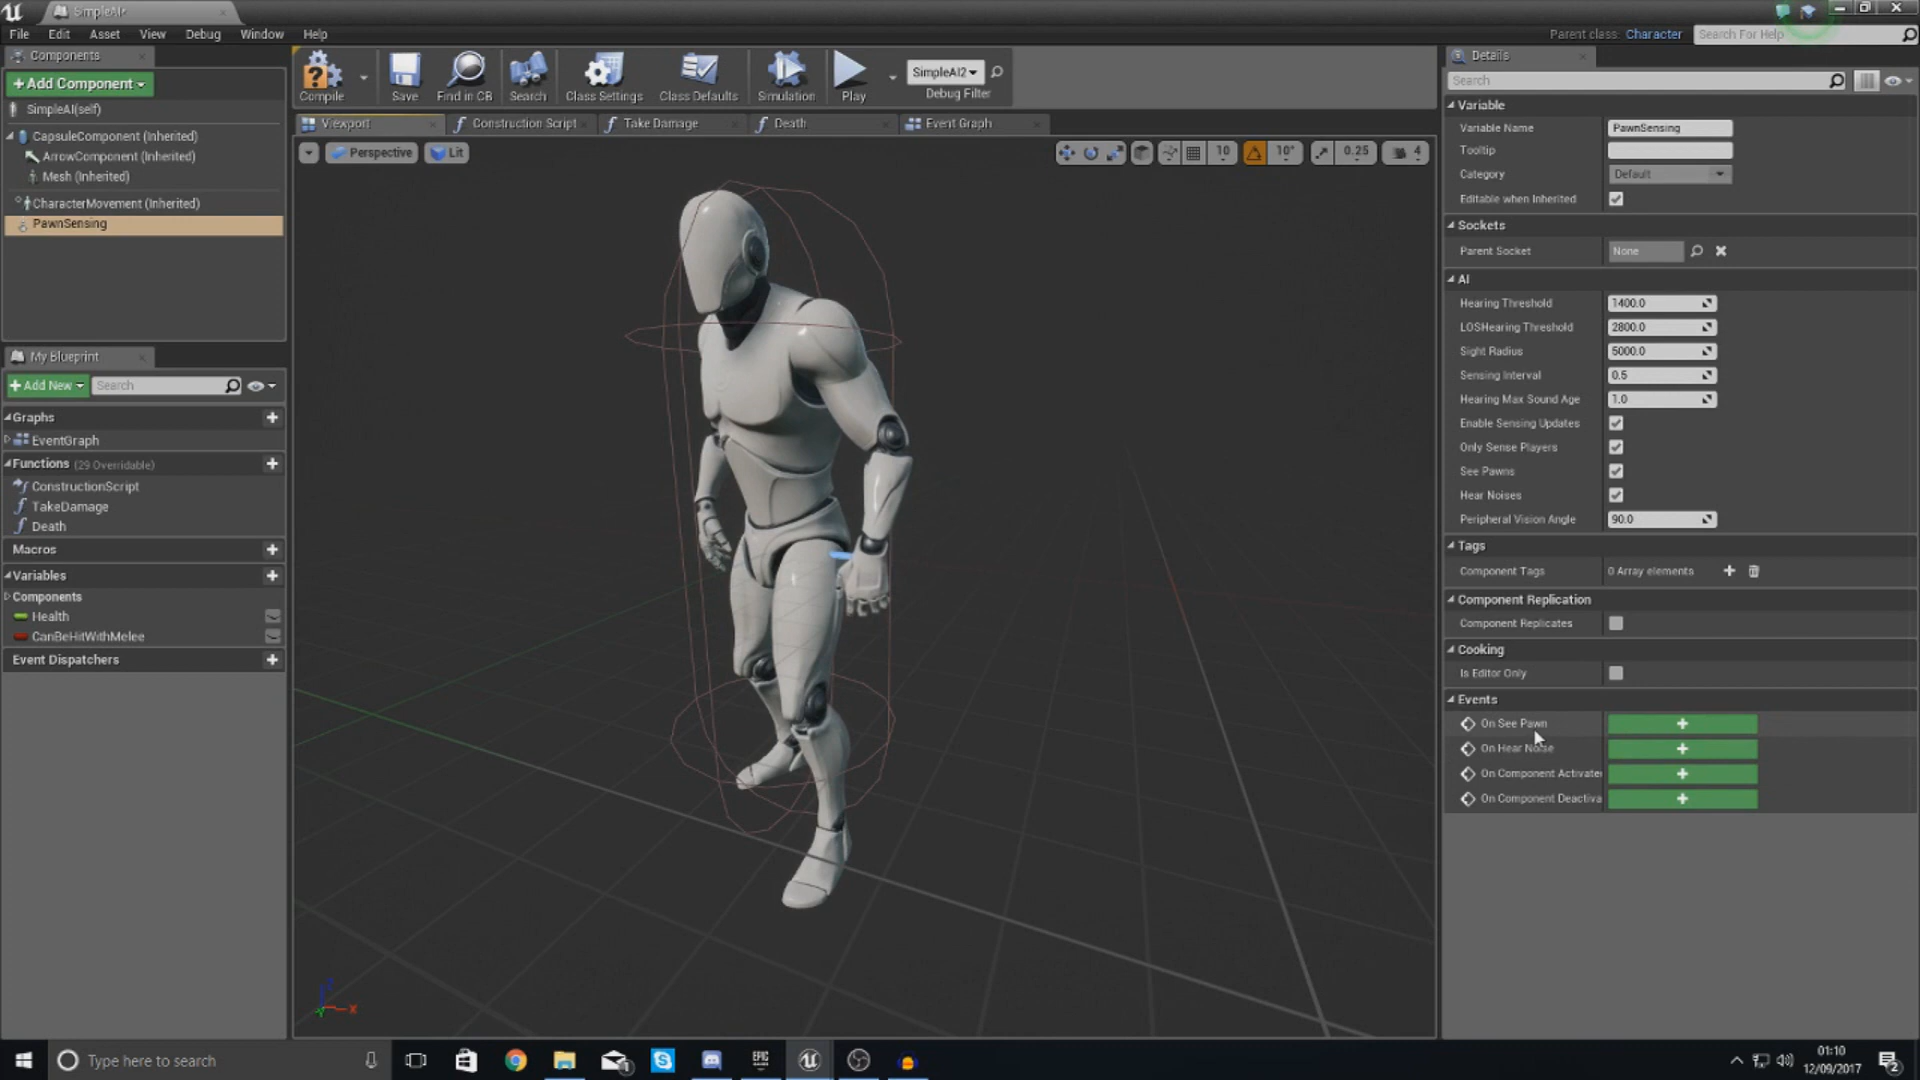 SimpleAI*
File Edit Asset View Debug Window Help
Parent class: Character
Search For Help
Components
+Add Component
SimpleAI(self)
CapsuleComponent (Inherited)
ArrowComponent (Inherited)
Mesh (Inherited)
CharacterMovement (Inherited)
PawnSensing
Compile
Save
Find in CB
Search
Class Settings
Class Defaults
Simulation
Play
SimpleAI2
Debug Filter
Viewport
Construction Script
Take Damage
Death
Event Graph
Perspective
Lit
10
10°
0.25
4
My Blueprint
+Add New
Search
Graphs
EventGraph
Functions (29 Overridable)
ConstructionScript
TakeDamage
Death
Macros
Variables
Components
Health
CanBeHitWithMelee
Event Dispatchers
Z
X
Y
Details
Search
Variable
Variable Name PawnSensing
Tooltip
Category Default
Editable when Inherited
Sockets
Parent Socket None
AI
Hearing Threshold 1400.0
LOSHearing Threshold 2800.0
Sight Radius 5000.0
Sensing Interval 0.5
Hearing Max Sound Age 1.0
Enable Sensing Updates
Only Sense Players
See Pawns
Hear Noises
Peripheral Vision Angle 90.0
Tags
Component Tags 0 Array elements
Component Replication
Component Replicates
Cooking
Is Editor Only
Events
On See Pawn
On Hear Noise
On Component Activate
On Component Deactiva
Type here to search
EPIC
01:10
12/09/2017
2